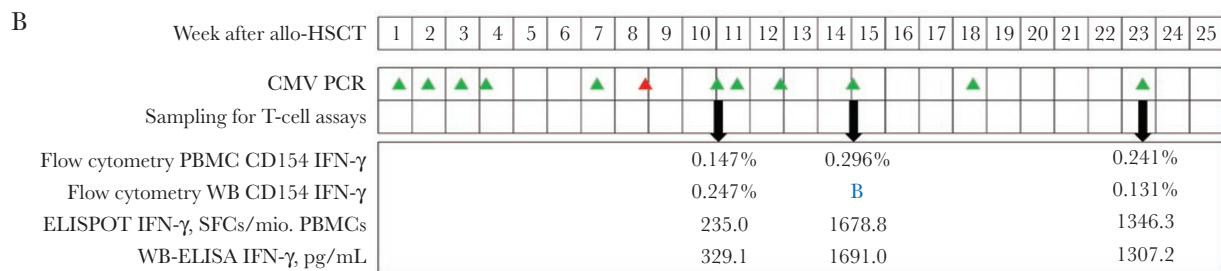 B
Week after allo-HSCT 1 2 3 4 5 6 7 8 9 10 11 12 13 14 15 16 17 18 19 20 21 22 23 24 25
CMV PCR
Sampling for T-cell assays
Flow cytometry PBMC CD154 IFN-γ 0.147% 0.296% 0.241%
Flow cytometry WB CD154 IFN-γ 0.247% B 0.131%
ELISPOT IFN-γ, SFCs/mio. PBMCs 235.0 1678.8 1346.3
WB-ELISA IFN-γ, pg/mL 329.1 1691.0 1307.2